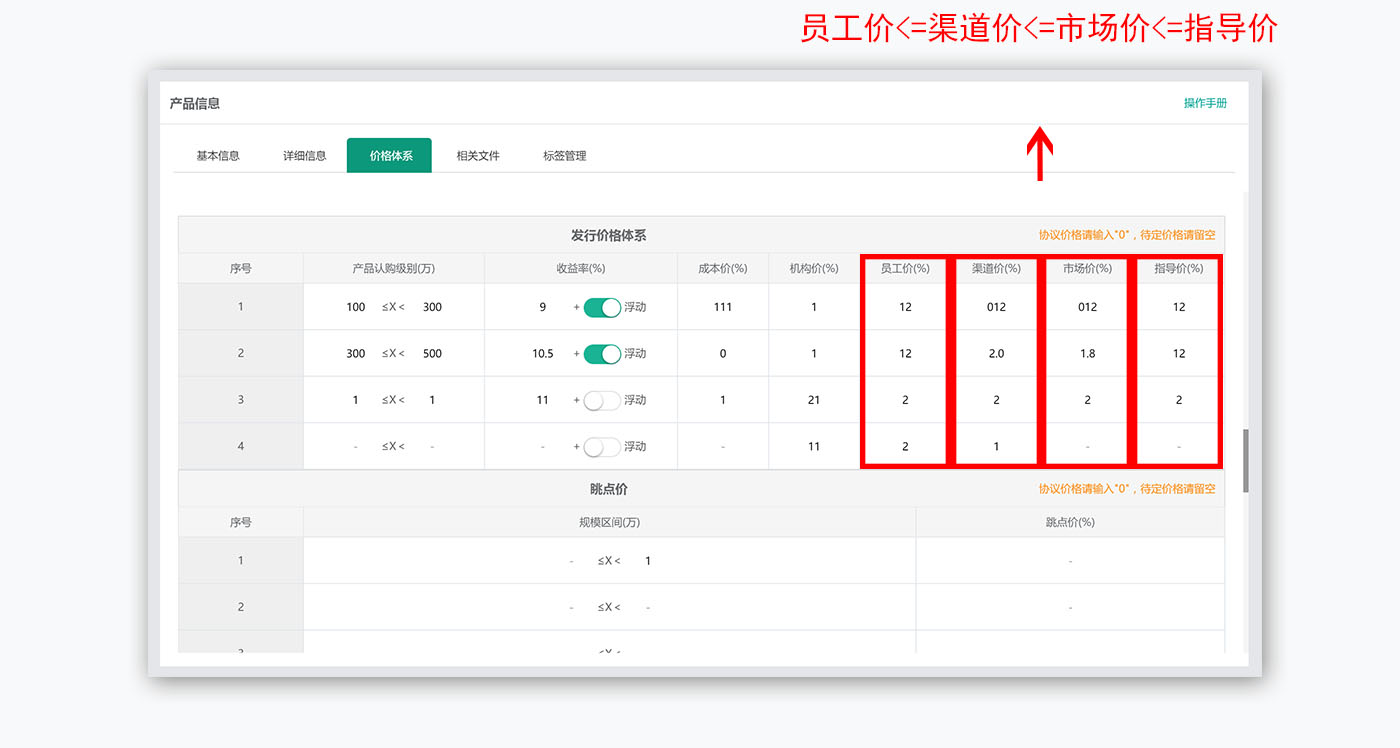 员工价<=渠道价<=市场价<=指导价
产品信息 操作手册
基本信息 详细信息 价格体系 相关文件 标签管理
发行价格体系 协议价格请输入"0"，待定价格请留空
序号 产品认购级别(万) 收益率(%) 成本价(%) 机构价(%) 员工价(%) 渠道价(%) 市场价(%) 指导价(%)
1 100 ≤X< 300 9 + 浮动 111 1 12 012 012 12
2 300 ≤X< 500 10.5 + 浮动 0 1 12 2.0 1.8 12
3 1 ≤X< 1 11 + 浮动 1 21 2 2 2 2
4 - ≤X< - - + 浮动 - 11 2 1 - -
眺点价 协议价格请输入"0"，待定价格请留空
序号 规模区间(万) 跳点价(%)
1 - ≤X< 1 -
2 - ≤X< - -